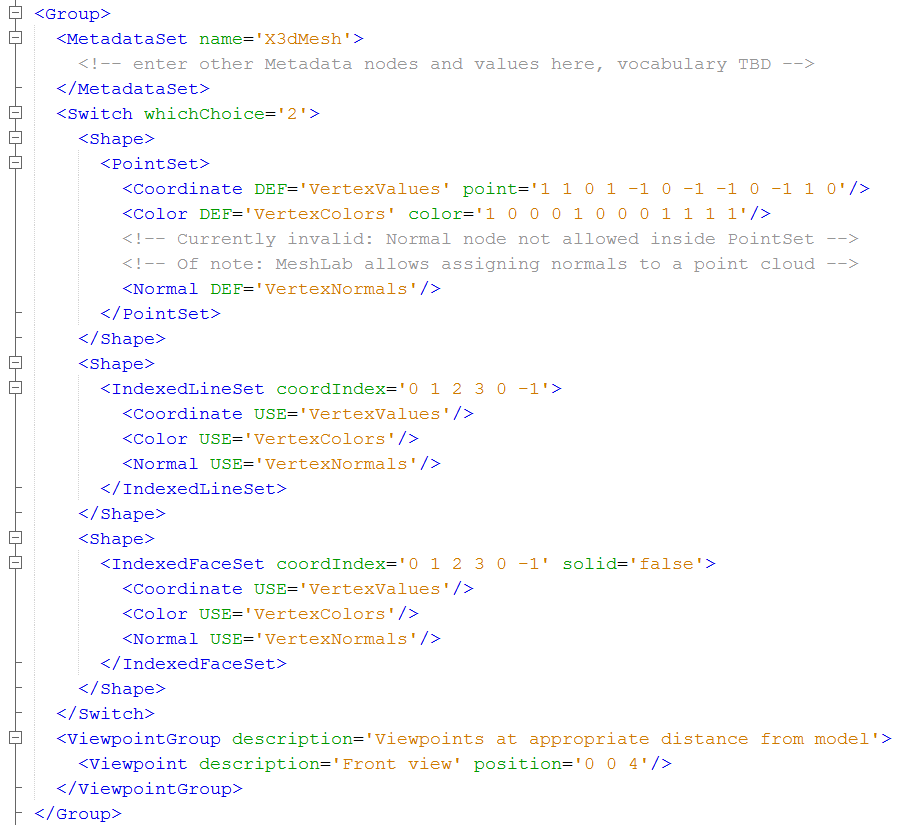 <Group>
<MetadataSet name='X3dMesh'>
<!-- enter other Metadata nodes and values here, vocabulary TBD -->
</MetadataSet>
<Switch whichChoice='2'>
<Shape>
<PointSet>
<Coordinate DEF='VertexValues' point='1 1 0 1 -1 0 -1 -1 0 -1 1 0'/>
<Color DEF='VertexColors' color='1 0 0 0 1 0 0 0 1 1 1 1'/>
<!-- Currently invalid: Normal node not allowed inside PointSet -->
<!-- Of note: MeshLab allows assigning normals to a point cloud -->
<Normal DEF='VertexNormals'/>
</PointSet>
</Shape>
<Shape>
<IndexedLineSet coordIndex='0 1 2 3 0 -1'>
<Coordinate USE='VertexValues'/>
<Color USE='VertexColors'/>
<Normal USE='VertexNormals'/>
</IndexedLineSet>
</Shape>
<Shape>
<IndexedFaceSet coordIndex='0 1 2 3 0 -1' solid='false'>
<Coordinate USE='VertexValues'/>
<Color USE='VertexColors'/>
<Normal USE='VertexNormals'/>
</IndexedFaceSet>
</Shape>
</Switch>
<ViewpointGroup description='Viewpoints at appropriate distance from model'>
<Viewpoint description='Front view' position='0 0 4'/>
</ViewpointGroup>
</Group>